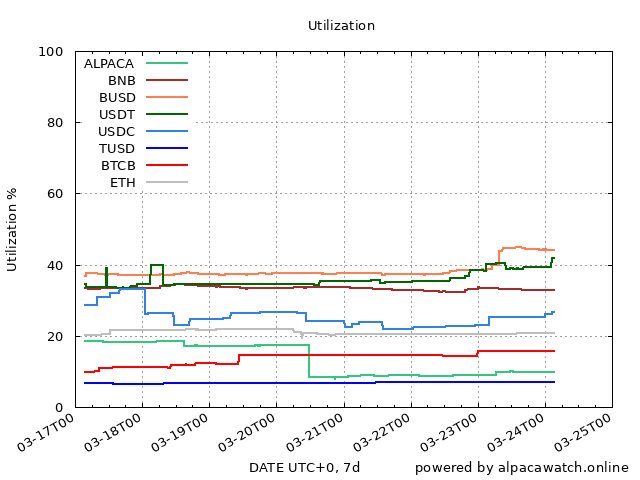 Utilization
Utilization %
100
80
60
40
20
0
ALPACA
BNB
BUSD
USDT
USDC
TUSD
BTCB
ETH
03-17T00
03-18T00
03-19T00
03-20T00
03-21T00
03-22T00
03-23T00
03-24T00
03-25T00
DATE UTC+0, 7d
powered by alpacawatch.online